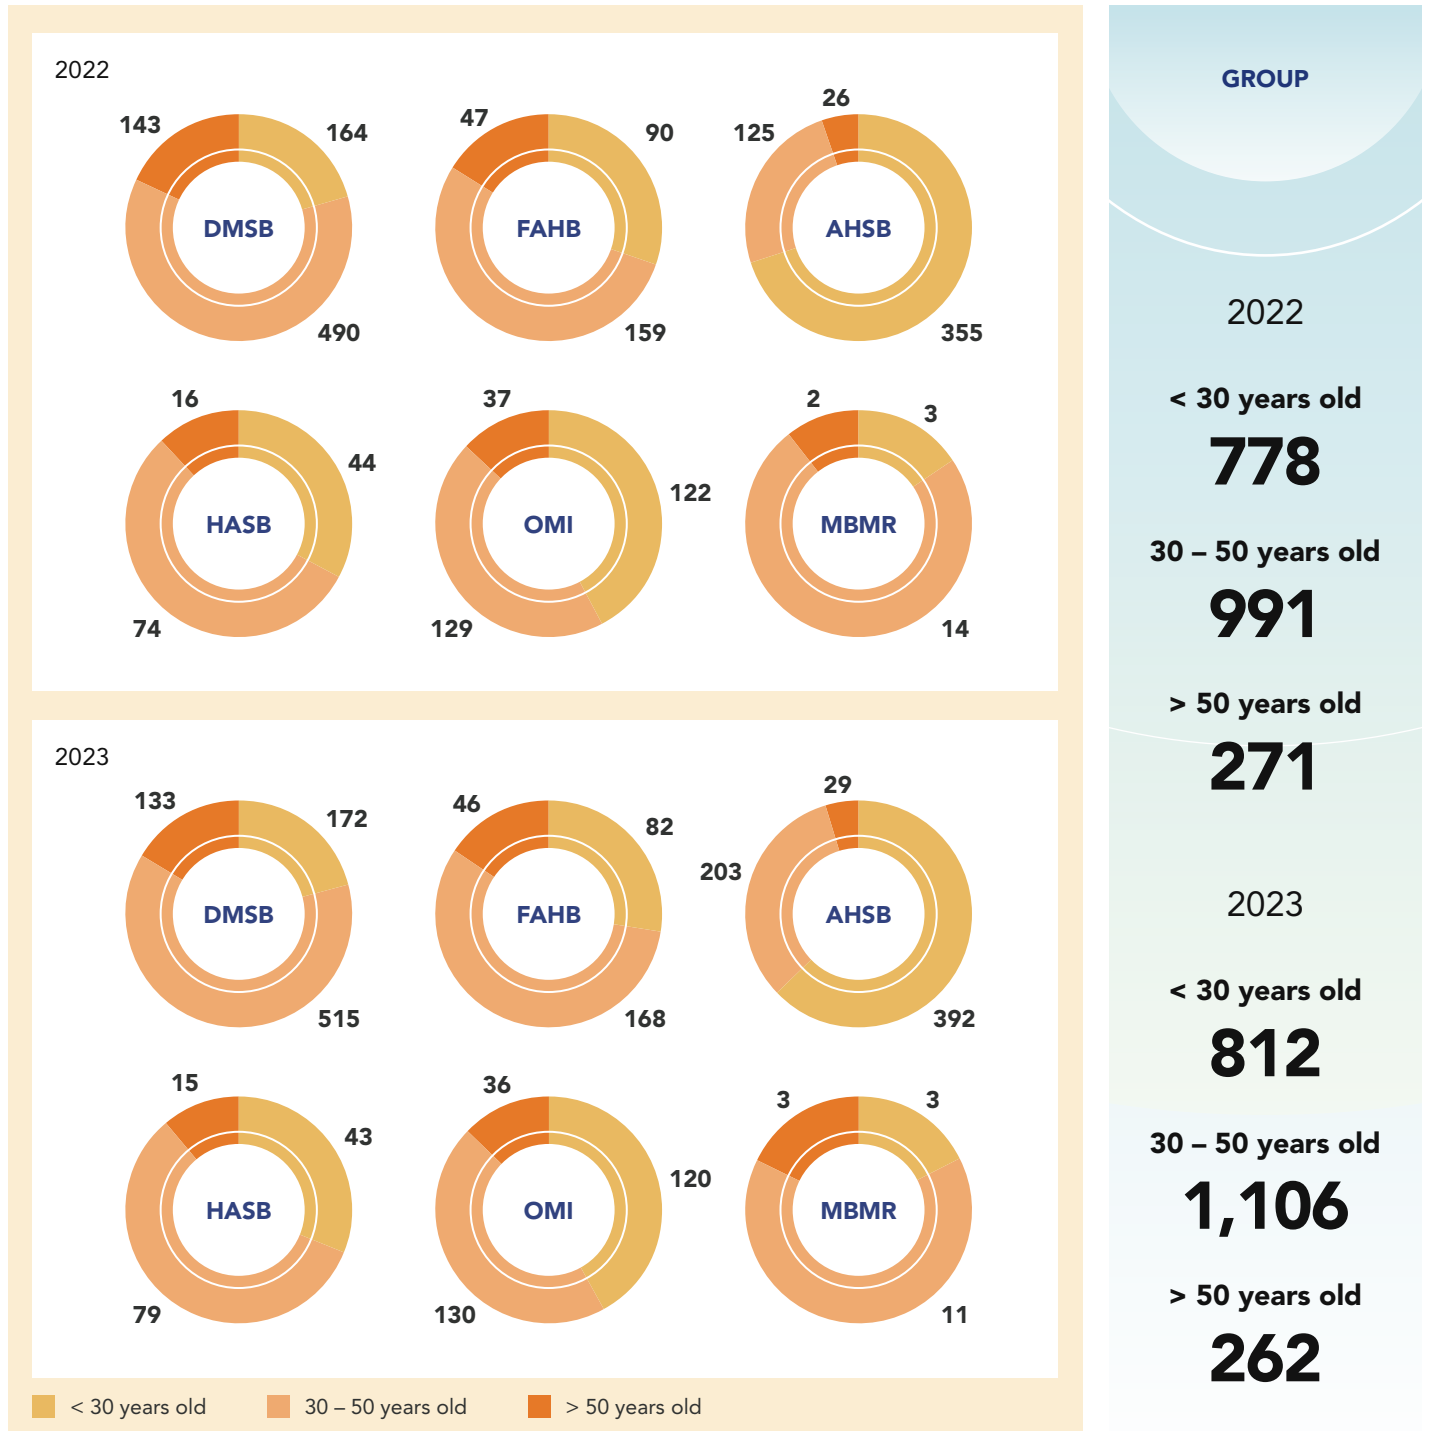 2022
143
164
DMSB
490
47
90
FAHB
159
26
125
AHSB
355
16
44
HASB
74
37
122
OMI
129
2
3
MBMR
14
2023
133
172
DMSB
515
46
82
FAHB
168
29
203
AHSB
392
15
43
HASB
79
36
120
OMI
130
3
3
MBMR
11
< 30 years old
30 – 50 years old
> 50 years old
GROUP
2022
< 30 years old
778
30 – 50 years old
991
> 50 years old
271
2023
< 30 years old
812
30 – 50 years old
1,106
> 50 years old
262